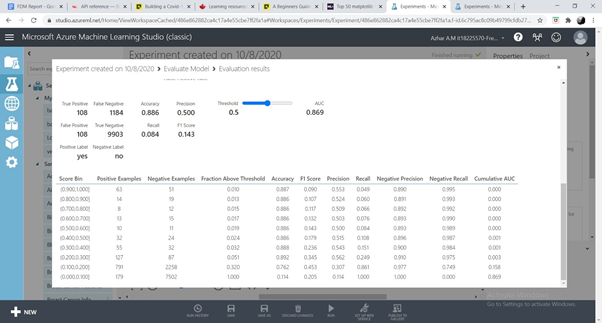 FDM Report - Goo
API reference —
Building a Covid
Learning resource
A Beginners Guid
Top 50 matplotlib
Experiments - Mic
Experiments - Mic
Microsoft Azure Machine Learning Studio (classic)
Azhar A M it18225570-Fre...
Experiment created on 10/8/2020
Finished running
Properties Project
Experiment created on 10/8/2020 > Evaluate Model > Evaluation results
True Positive False Negative Accuracy Precision Threshold AUC
108 1184 0.886 0.500 0.5 0.869
False Positive True Negative Recall F1 Score
108 9903 0.084 0.143
Positive Label Negative Label
yes no
Score Bin Positive Examples Negative Examples Fraction Above Threshold Accuracy F1 Score Precision Recall Negative Precision Negative Recall Cumulative AUC
(0.900,1.000] 63 51 0.010 0.887 0.090 0.553 0.049 0.890 0.995 0.000
(0.800,0.900] 14 19 0.013 0.886 0.107 0.524 0.060 0.891 0.993 0.000
(0.700,0.800] 8 12 0.015 0.886 0.117 0.509 0.066 0.892 0.992 0.000
(0.600,0.700] 13 15 0.017 0.886 0.132 0.503 0.076 0.893 0.990 0.000
(0.500,0.600] 10 11 0.019 0.886 0.143 0.500 0.084 0.893 0.989 0.000
(0.400,0.500] 32 24 0.024 0.886 0.179 0.515 0.108 0.896 0.987 0.001
(0.300,0.400] 55 32 0.032 0.888 0.216 0.543 0.151 0.900 0.984 0.001
(0.200,0.300] 127 87 0.051 0.892 0.345 0.562 0.249 0.910 0.975 0.003
(0.100,0.200] 791 2258 0.320 0.762 0.453 0.307 0.861 0.977 0.749 0.158
(0.000,0.100] 179 7502 1.000 0.114 0.205 0.114 1.000 1.000 0.000 0.869
Go to Settings to activate Windows.
NEW
RUN HISTORY SAVE SAVE AS DISCARD CHANGES RUN SET UP WEB SERVICE PUBLISH TO GALLERY